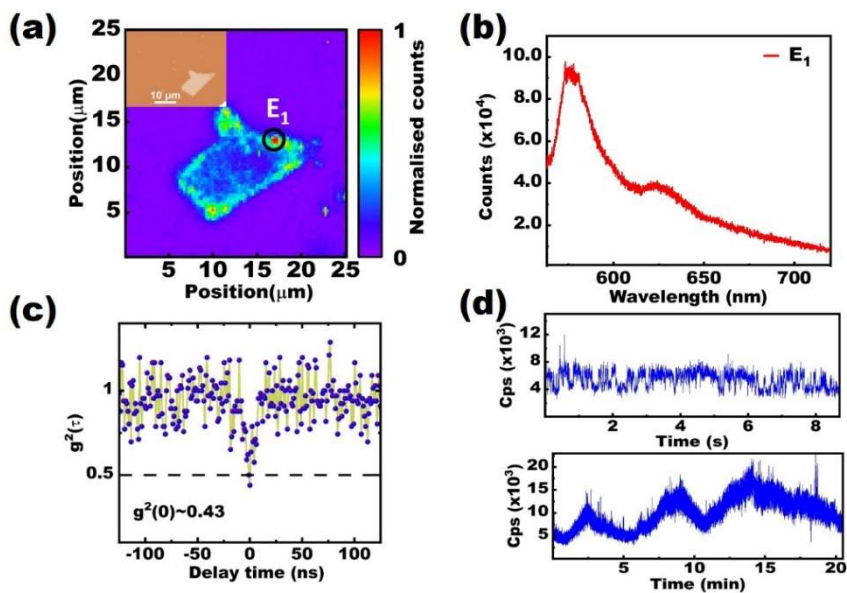 (a)
25
20
15
10
5
Position(μm)
10 μm
E₁
5 10 15 20 25
Position(μm)
1
0
Normalised counts
(b)
10.0
8.0
6.0
4.0
2.0
Counts (x10⁴)
E₁
600 650 700
Wavelength (nm)
(c)
1
0.5
g²(τ)
g²(0)~0.43
-100 -50 0 50 100
Delay time (ns)
(d)
12
8
4
Cps (x10³)
2 4 6 8
Time (s)
20
15
10
5
Cps (x10³)
5 10 15 20
Time (min)